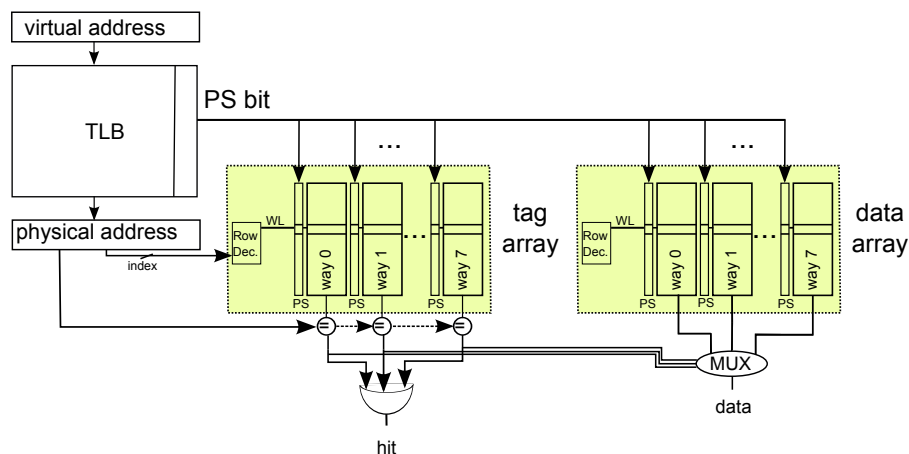 virtual address
PS bit
TLB
...
...
physical address
index
Row
Dec.
WL
way 0
way 1
...
way 7
PS
PS
PS
tag
array
Row
Dec.
WL
way 0
way 1
...
way 7
PS
PS
PS
data
array
=
=
=
MUX
data
hit